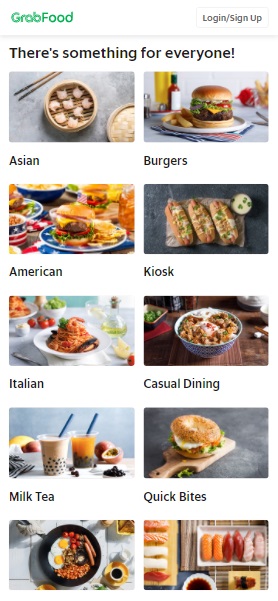 GrabFood
Login/Sign Up
There's something for everyone!
Asian
Burgers
American
Kiosk
Italian
Casual Dining
Milk Tea
Quick Bites